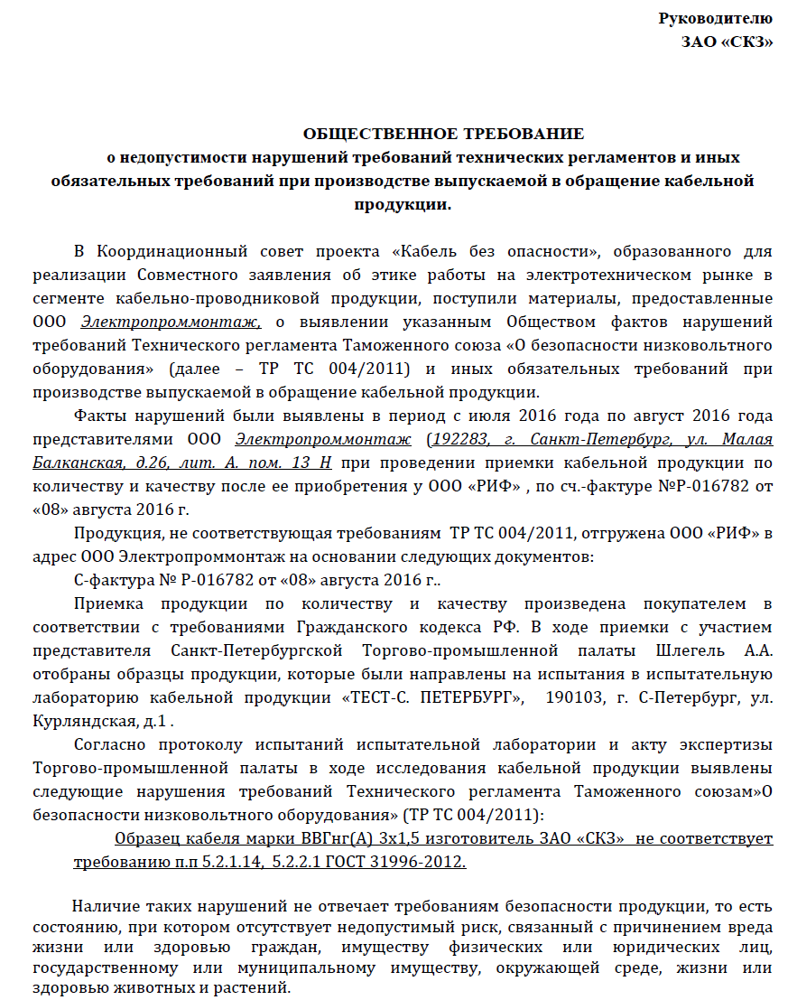 Руководителю
ЗАО «СКЗ»
ОБЩЕСТВЕННОЕ ТРЕБОВАНИЕ
о недопустимости нарушений требований технических регламентов и иных
обязательных требований при производстве выпускаемой в обращение кабельной
продукции.
В Координационный совет проекта «Кабель без опасности», образованного для
реализации Совместного заявления об этике работы на электротехническом рынке в
сегменте кабельно-проводниковой продукции, поступили материалы, предоставленные
ООО Электропроммонтаж, о выявлении указанным Обществом фактов нарушений
требований Технического регламента Таможенного союза «О безопасности низковольтного
оборудования» (далее – ТР ТС 004/2011) и иных обязательных требований при
производстве выпускаемой в обращение кабельной продукции.
Факты нарушений были выявлены в период с июля 2016 года по август 2016 года
представителями ООО Электропроммонтаж (192283, г. Санкт-Петербург, ул. Малая
Балканская, д.26, лит. А. пом. 13 Н при проведении приемки кабельной продукции по
количеству и качеству после ее приобретения у ООО «РИФ» , по сч.-фактуре №Р-016782 от
«08» августа 2016 г.
Продукция, не соответствующая требованиям ТР ТС 004/2011, отгружена ООО «РИФ» в
адрес ООО Электропроммонтаж на основании следующих документов:
С-фактура № Р-016782 от «08» августа 2016 г..
Приемка продукции по количеству и качеству произведена покупателем в
соответствии с требованиями Гражданского кодекса РФ. В ходе приемки с участием
представителя Санкт-Петербургской Торгово-промышленной палаты Шлегель А.А.
отобраны образцы продукции, которые были направлены на испытания в испытательную
лабораторию кабельной продукции «ТЕСТ-С. ПЕТЕРБУРГ», 190103, г. С-Петербург, ул.
Курляндская, д.1 .
Согласно протоколу испытаний испытательной лаборатории и акту экспертизы
Торгово-промышленной палаты в ходе исследования кабельной продукции выявлены
следующие нарушения требований Технического регламента Таможенного союзам»О
безопасности низковольтного оборудования» (ТР ТС 004/2011):
Образец кабеля марки ВВГнг(А) 3х1,5 изготовитель ЗАО «СКЗ» не соответствует
требованию п.п 5.2.1.14, 5.2.2.1 ГОСТ 31996-2012.
Наличие таких нарушений не отвечает требованиям безопасности продукции, то есть
состоянию, при котором отсутствует недопустимый риск, связанный с причинением вреда
жизни или здоровью граждан, имуществу физических или юридических лиц,
государственному или муниципальному имуществу, окружающей среде, жизни или
здоровью животных и растений.